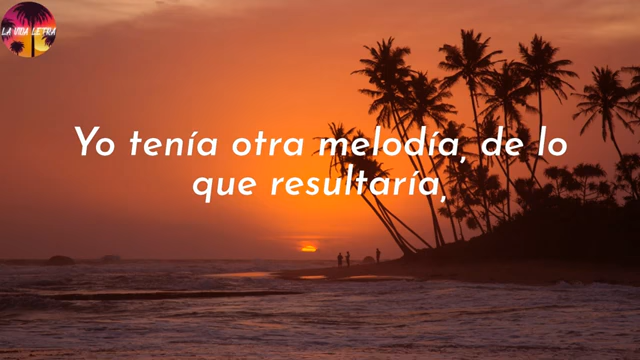 LA VIDA LETRA
Yo tenía otra melodía, de lo
que resultaría,